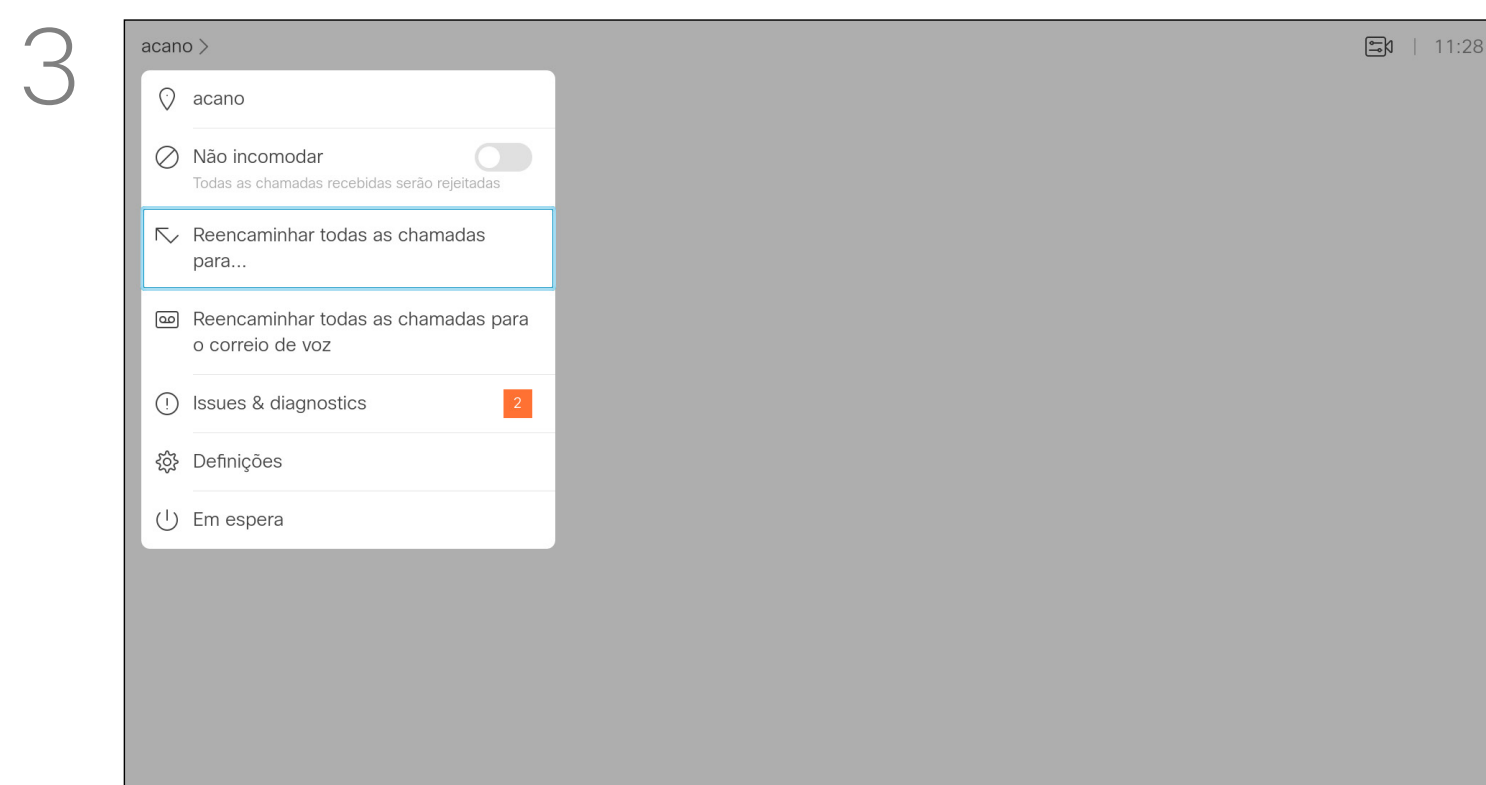 3
acano >
11:28
acano
Não incomodar
Todas as chamadas recebidas serão rejeitadas
Reencaminhar todas as chamadas
para...
Reencaminhar todas as chamadas para
o correio de voz
Issues & diagnostics
2
Definições
Em espera